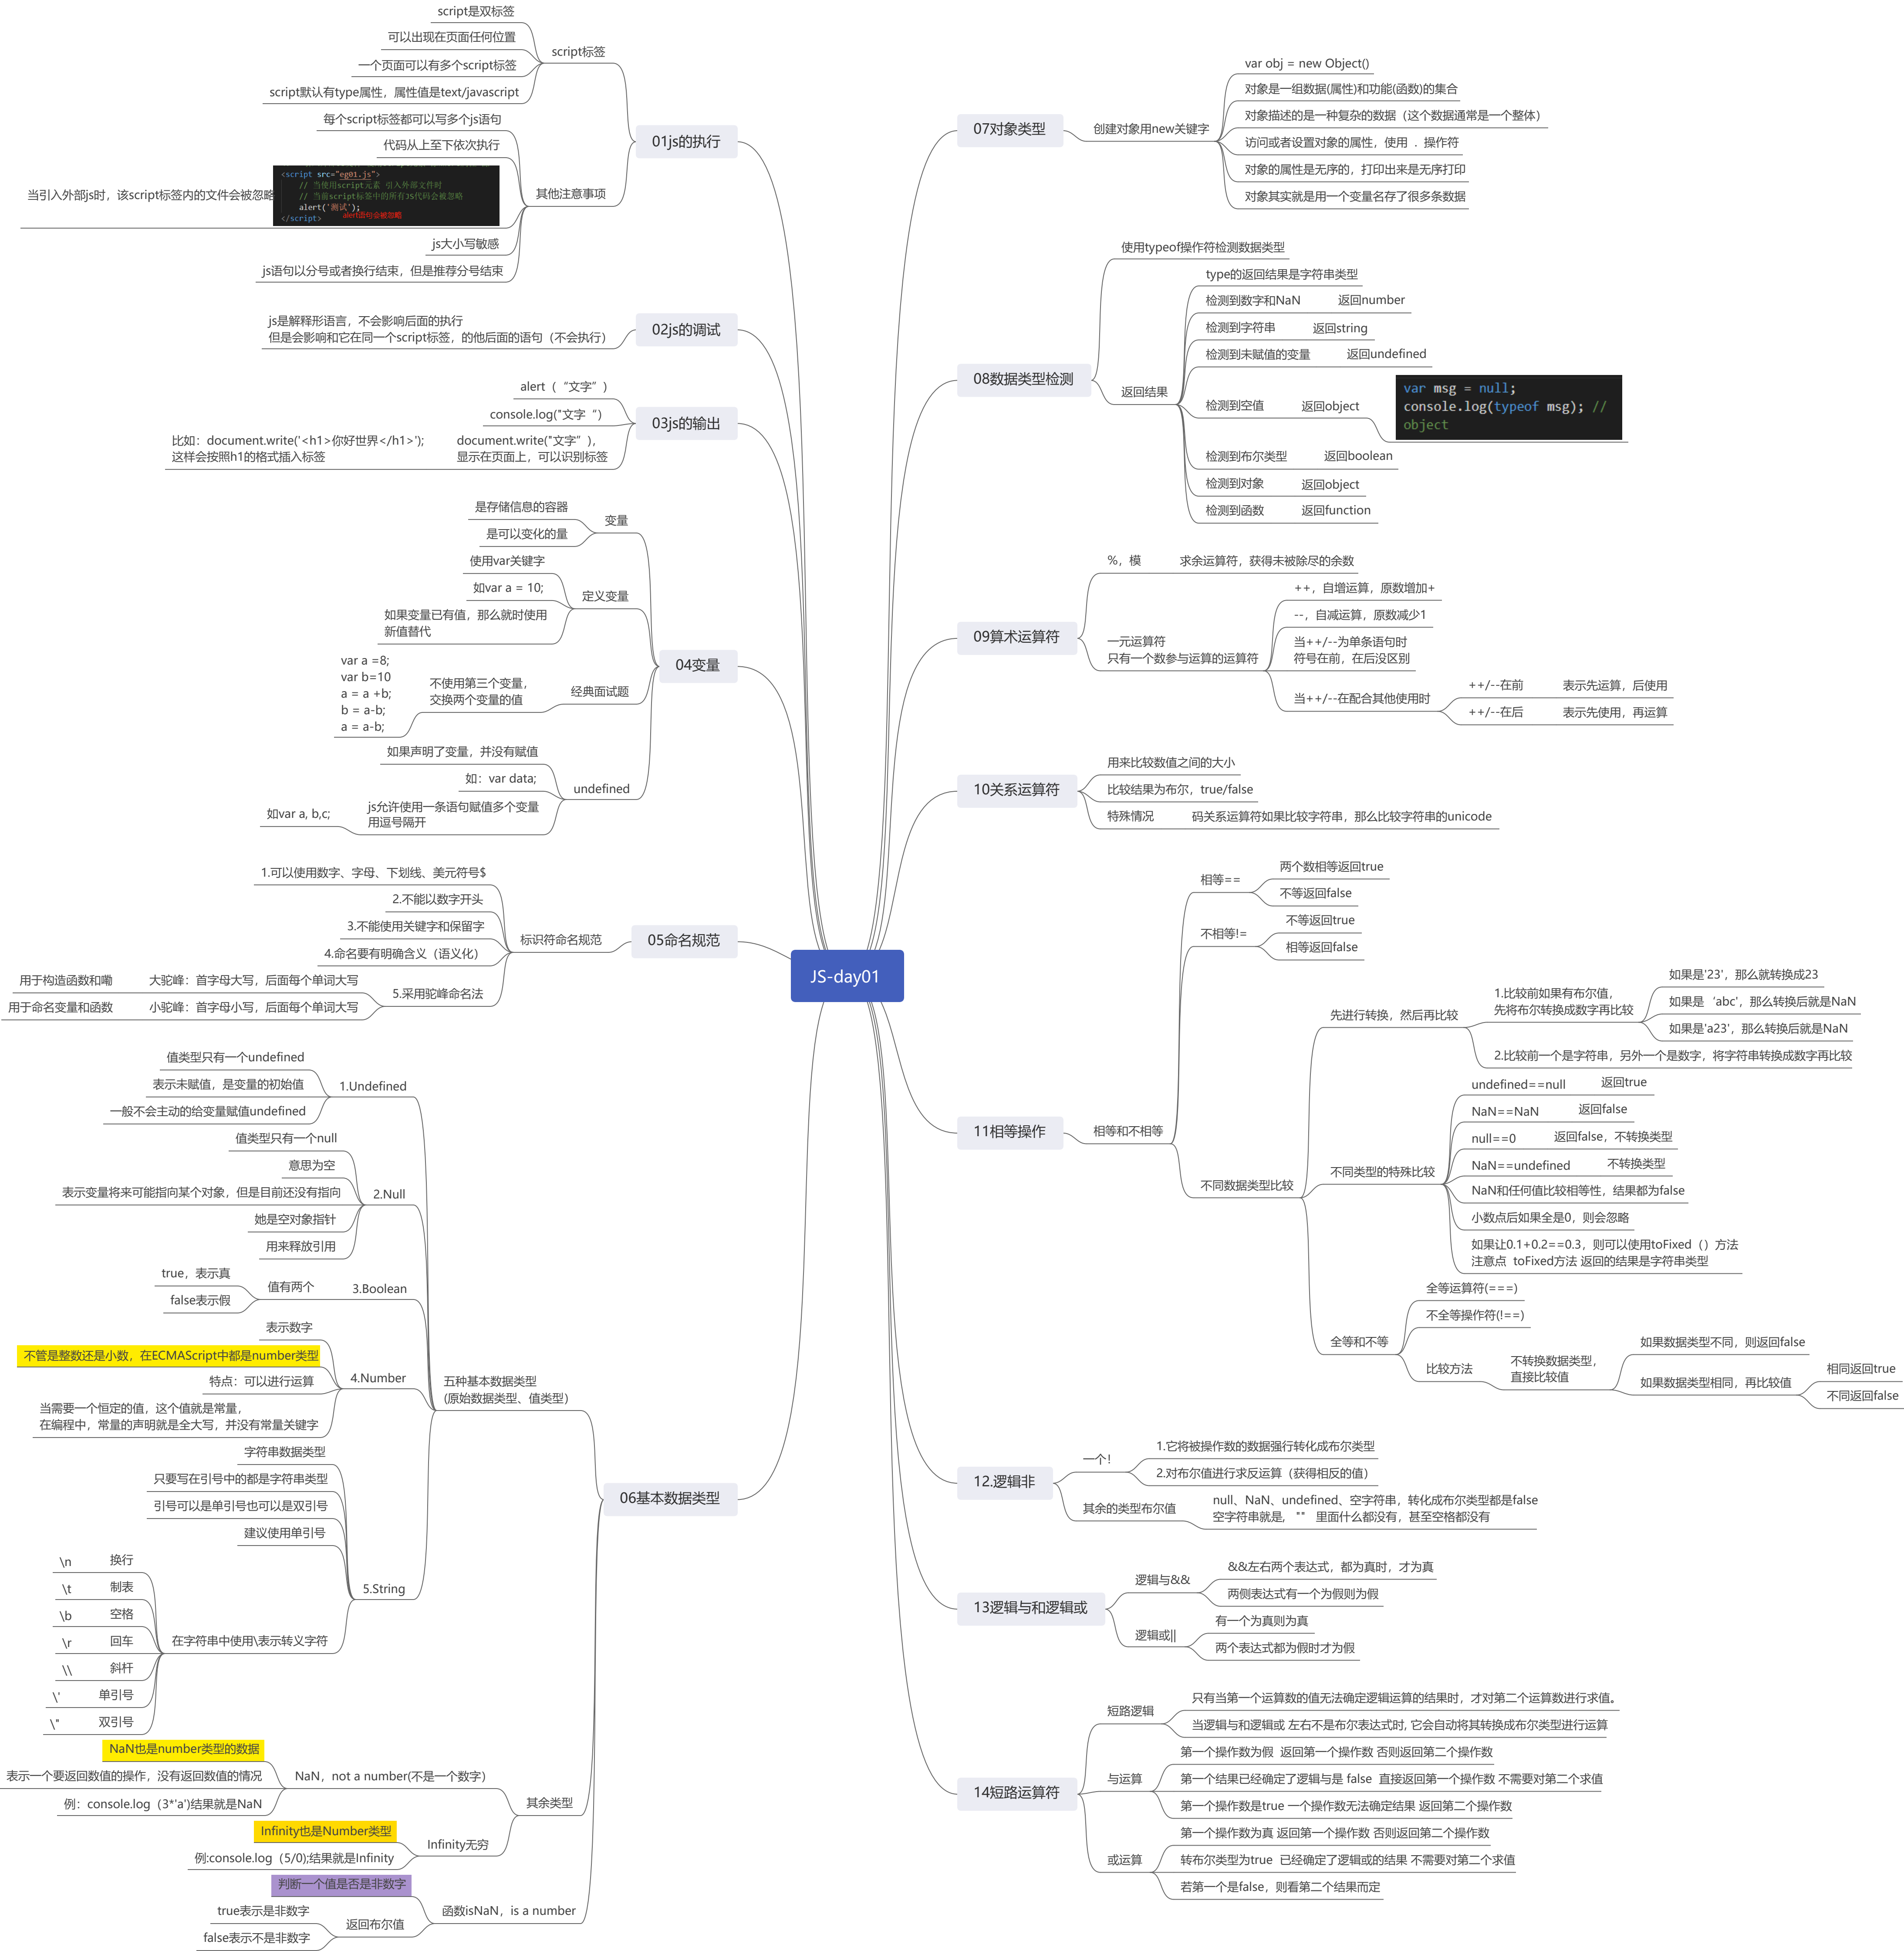 JS-day01
01js的执行
script标签
script是双标签
可以出现在页面任何位置
一个页面可以有多个script标签
script默认有type属性，属性值是text/javascript
其他注意事项
每个script标签都可以写多个js语句
代码从上至下依次执行
当引入外部js时，该script标签内的文件会被忽略
<script src="eg01.js">
// 当使用script元素 引入外部文件时
// 当前script标签中的所有JS代码会被忽略
alert('测试');
</script>
alert语句会被忽略
js大小写敏感
js语句以分号或者换行结束，但是推荐分号结束
02js的调试
js是解释形语言，不会影响后面的执行
但是会影响和它在同一个script标签，的他后面的语句（不会执行）
03js的输出
alert（ “文字” ）
console.log("文字 “）
document.write("文字” )，
显示在页面上，可以识别标签
比如：document.write('<h1>你好世界</h1>');
这样会按照h1的格式插入标签
04变量
变量
是存储信息的容器
是可以变化的量
定义变量
使用var关键字
如var a = 10;
如果变量已有值，那么就时使用
新值替代
经典面试题
不使用第三个变量，
交换两个变量的值
var a =8;
var b=10
a = a +b;
b = a-b;
a = a-b;
undefined
如果声明了变量，并没有赋值
如：var data;
js允许使用一条语句赋值多个变量
用逗号隔开
如var a, b,c;
05命名规范
标识符命名规范
1.可以使用数字、字母、下划线、美元符号$
2.不能以数字开头
3.不能使用关键字和保留字
4.命名要有明确含义（语义化）
5.采用驼峰命名法
大驼峰：首字母大写，后面每个单词大写
用于构造函数和嘞
小驼峰：首字母小写，后面每个单词大写
用于命名变量和函数
06基本数据类型
五种基本数据类型
(原始数据类型、值类型）
1.Undefined
值类型只有一个undefined
表示未赋值，是变量的初始值
一般不会主动的给变量赋值undefined
2.Null
值类型只有一个null
意思为空
表示变量将来可能指向某个对象，但是目前还没有指向
她是空对象指针
用来释放引用
3.Boolean
值有两个
true，表示真
false表示假
4.Number
表示数字
不管是整数还是小数，在ECMAScript中都是number类型
特点：可以进行运算
当需要一个恒定的值，这个值就是常量，
在编程中，常量的声明就是全大写，并没有常量关键字
5.String
字符串数据类型
只要写在引号中的都是字符串类型
引号可以是单引号也可以是双引号
建议使用单引号
在字符串中使用\表示转义字符
换行 \n
制表 \t
空格 \b
回车 \r
斜杆 \\
单引号 \'
双引号 \"
其余类型
NaN，not a number(不是一个数字）
NaN也是number类型的数据
表示一个要返回数值的操作，没有返回数值的情况
例：console.log（3*'a')结果就是NaN
Infinity无穷
Infinity也是Number类型
例:console.log（5/0);结果就是Infinity
函数isNaN，is a number
判断一个值是否是非数字
返回布尔值
true表示是非数字
false表示不是非数字
07对象类型
创建对象用new关键字
var obj = new Object()
对象是一组数据(属性)和功能(函数)的集合
对象描述的是一种复杂的数据（这个数据通常是一个整体）
访问或者设置对象的属性，使用 ．操作符
对象的属性是无序的，打印出来是无序打印
对象其实就是用一个变量名存了很多条数据
08数据类型检测
使用typeof操作符检测数据类型
返回结果
type的返回结果是字符串类型
检测到数字和NaN 返回number
检测到字符串 返回string
检测到未赋值的变量 返回undefined
检测到空值 返回object
var msg = null;
console.log(typeof msg); //
object
检测到布尔类型 返回boolean
检测到对象 返回object
检测到函数 返回function
09算术运算符
%，模 求余运算符，获得未被除尽的余数
一元运算符
只有一个数参与运算的运算符
++，自增运算，原数增加+
--，自减运算，原数减少1
当++/--为单条语句时
符号在前，在后没区别
当++/--在配合其他使用时
++/--在前 表示先运算，后使用
++/--在后 表示先使用，再运算
10关系运算符
用来比较数值之间的大小
比较结果为布尔，true/false
特殊情况 码关系运算符如果比较字符串，那么比较字符串的unicode
11相等操作
相等和不相等
相等==
两个数相等返回true
不等返回false
不相等!=
不等返回true
相等返回false
不同数据类型比较
先进行转换，然后再比较
1.比较前如果有布尔值，
先将布尔转换成数字再比较
如果是'23'，那么就转换成23
如果是 ‘abc'，那么转换后就是NaN
如果是'a23'，那么转换后就是NaN
2.比较前一个是字符串，另外一个是数字，将字符串转换成数字再比较
不同类型的特殊比较
undefined==null 返回true
NaN==NaN 返回false
null==0 返回false，不转换类型
NaN==undefined 不转换类型
NaN和任何值比较相等性，结果都为false
小数点后如果全是0，则会忽略
如果让0.1+0.2==0.3，则可以使用toFixed（）方法
注意点 toFixed方法 返回的结果是字符串类型
全等和不等
全等运算符(===)
不全等操作符(!==)
比较方法
不转换数据类型，
直接比较值
如果数据类型不同，则返回false
如果数据类型相同，再比较值
相同返回true
不同返回false
12.逻辑非
一个!
1.它将被操作数的数据强行转化成布尔类型
2.对布尔值进行求反运算（获得相反的值）
其余的类型布尔值
null、NaN、undefined、空字符串，转化成布尔类型都是false
空字符串就是, "" 里面什么都没有，甚至空格都没有
13逻辑与和逻辑或
逻辑与&&
&&左右两个表达式，都为真时，才为真
两侧表达式有一个为假则为假
逻辑或||
有一个为真则为真
两个表达式都为假时才为假
14短路运算符
短路逻辑
只有当第一个运算数的值无法确定逻辑运算的结果时，才对第二个运算数进行求值。
当逻辑与和逻辑或 左右不是布尔表达式时, 它会自动将其转换成布尔类型进行运算
与运算
第一个操作数为假 返回第一个操作数 否则返回第二个操作数
第一个结果已经确定了逻辑与是 false 直接返回第一个操作数 不需要对第二个求值
第一个操作数是true 一个操作数无法确定结果 返回第二个操作数
或运算
第一个操作数为真 返回第一个操作数 否则返回第二个操作数
转布尔类型为true 已经确定了逻辑或的结果 不需要对第二个求值
若第一个是false，则看第二个结果而定